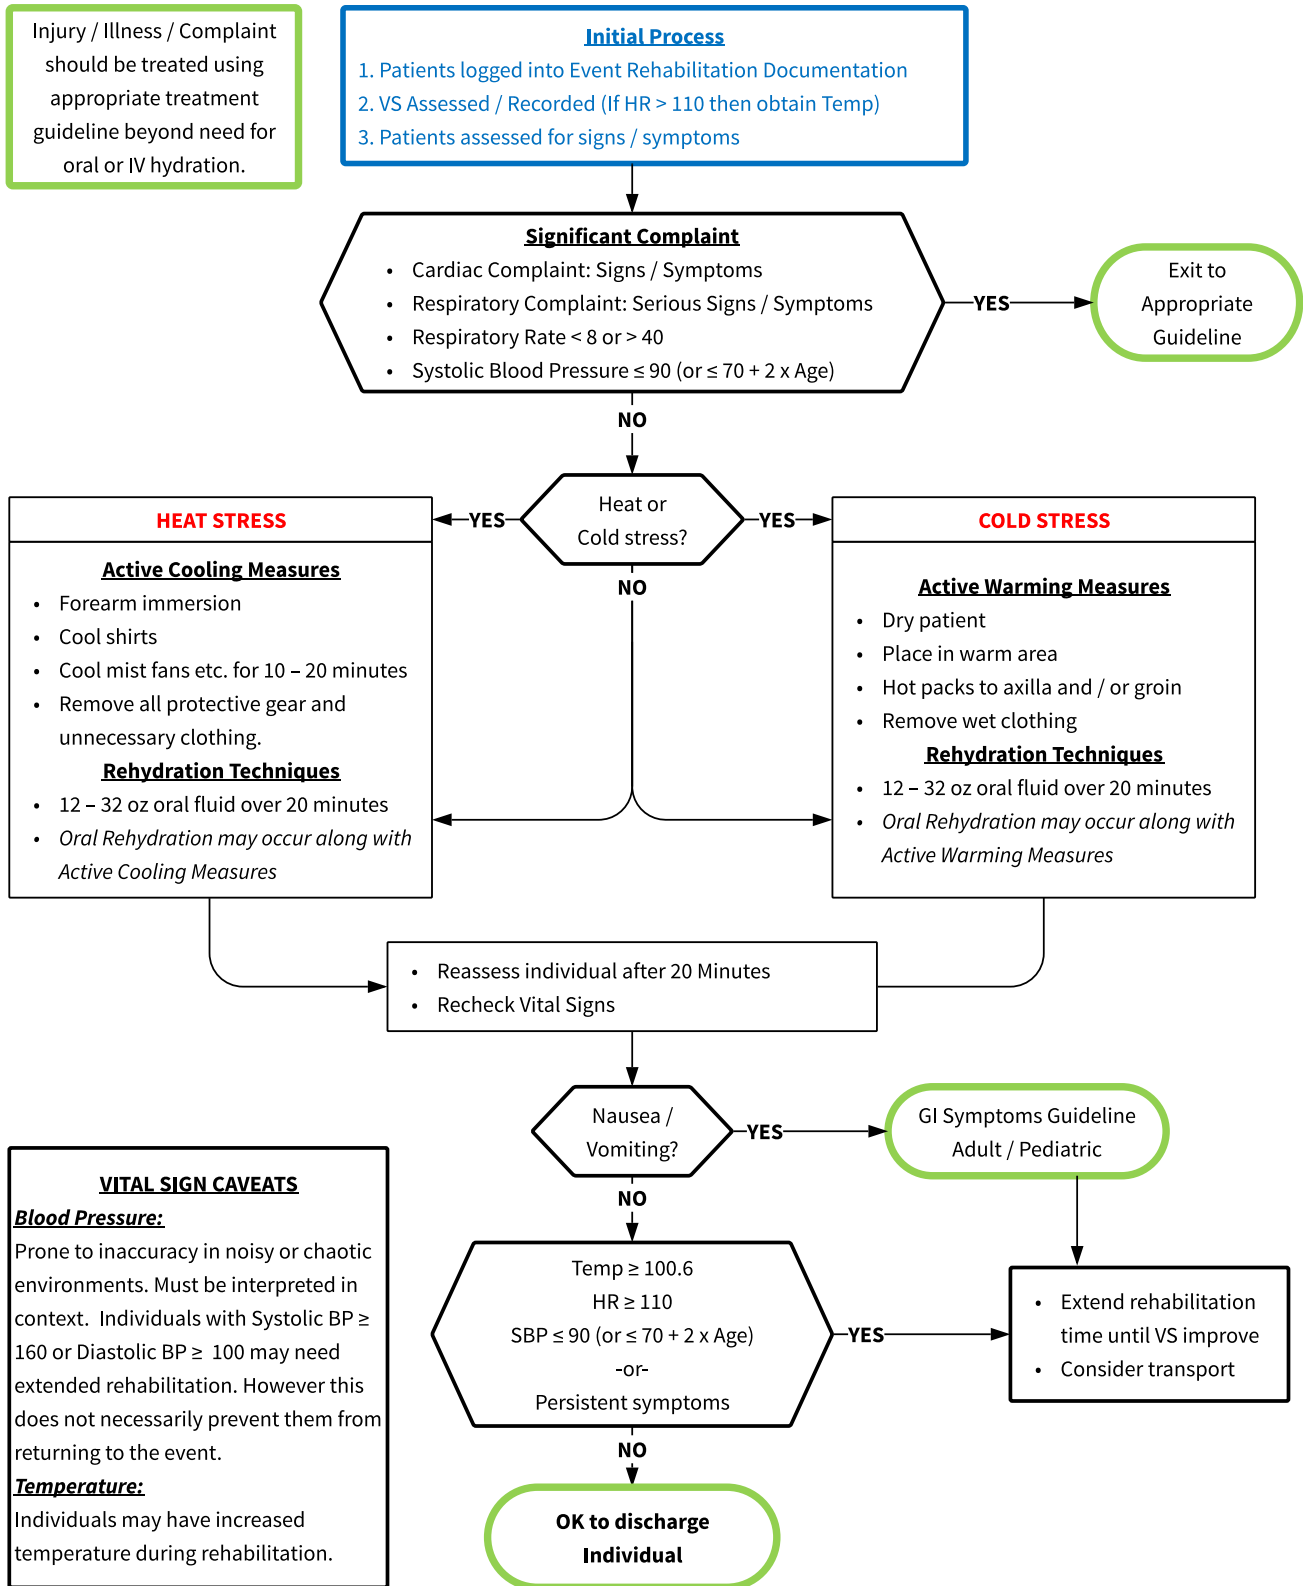 Injury / Illness / Complaint
should be treated using
appropriate treatment
guideline beyond need for
oral or IV hydration.
Initial Process
1. Patients logged into Event Rehabilitation Documentation
2. VS Assessed / Recorded (If HR > 110 then obtain Temp)
3. Patients assessed for signs / symptoms
Significant Complaint
• Cardiac Complaint: Signs / Symptoms
• Respiratory Complaint: Serious Signs / Symptoms
• Respiratory Rate < 8 or > 40
• Systolic Blood Pressure ≤ 90 (or ≤ 70 + 2 x Age)
YES
Exit to
Appropriate
Guideline
NO
Heat or
Cold stress?
YES
YES
NO
HEAT STRESS
Active Cooling Measures
• Forearm immersion
• Cool shirts
• Cool mist fans etc. for 10 – 20 minutes
• Remove all protective gear and
unnecessary clothing.
Rehydration Techniques
• 12 – 32 oz oral fluid over 20 minutes
• Oral Rehydration may occur along with
Active Cooling Measures
COLD STRESS
Active Warming Measures
• Dry patient
• Place in warm area
• Hot packs to axilla and / or groin
• Remove wet clothing
Rehydration Techniques
• 12 – 32 oz oral fluid over 20 minutes
• Oral Rehydration may occur along with
Active Warming Measures
• Reassess individual after 20 Minutes
• Recheck Vital Signs
Nausea /
Vomiting?
YES
GI Symptoms Guideline
Adult / Pediatric
NO
Temp ≥ 100.6
HR ≥ 110
SBP ≤ 90 (or ≤ 70 + 2 x Age)
-or-
Persistent symptoms
YES
• Extend rehabilitation
time until VS improve
• Consider transport
NO
OK to discharge
Individual
VITAL SIGN CAVEATS
Blood Pressure:
Prone to inaccuracy in noisy or chaotic
environments. Must be interpreted in
context.  Individuals with Systolic BP ≥
160 or Diastolic BP ≥  100 may need
extended rehabilitation. However this
does not necessarily prevent them from
returning to the event.
Temperature:
Individuals may have increased
temperature during rehabilitation.